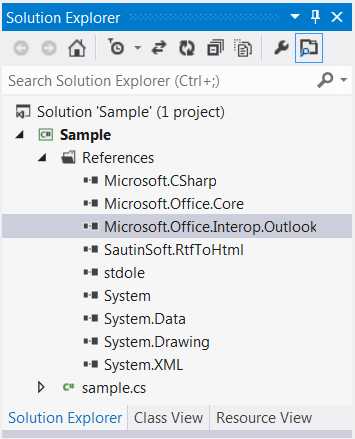 Solution Explorer
Search Solution Explorer (Ctrl+;)
Solution 'Sample' (1 project)
C# Sample
References
Microsoft.CSharp
Microsoft.Office.Core
Microsoft.Office.Interop.Outlook
SautinSoft.RtfToHtml
stdole
System
System.Data
System.Drawing
System.XML
C# sample.cs
Solution Explorer Class View Resource View